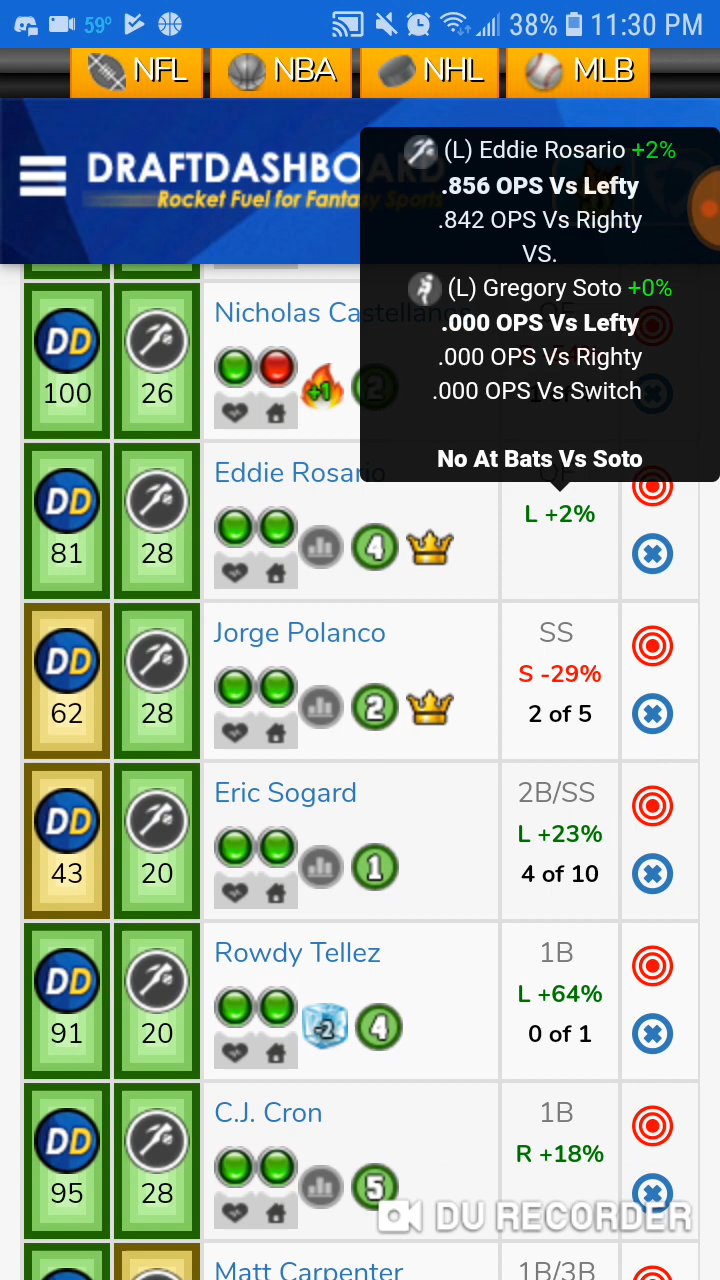 59° 38% 11:30 PM
NFL NBA NHL MLB
DRAFTDASHBOARD
Rocket Fuel for Fantasy Sports
(L) Eddie Rosario +2%
.856 OPS Vs Lefty
.842 OPS Vs Righty
VS.
(L) Gregory Soto +0%
.000 OPS Vs Lefty
.000 OPS Vs Righty
.000 OPS Vs Switch
No At Bats Vs Soto
DD
100
26
Nicholas Castellanos
+1
2
OF
DD
81
28
Eddie Rosario
4
OF
L +2%
DD
62
28
Jorge Polanco
2
SS
S -29%
2 of 5
DD
43
20
Eric Sogard
1
2B/SS
L +23%
4 of 10
DD
91
20
Rowdy Tellez
-2
4
1B
L +64%
0 of 1
DD
95
28
C.J. Cron
5
1B
R +18%
DU RECORDER
Matt Carpenter
1B/3B